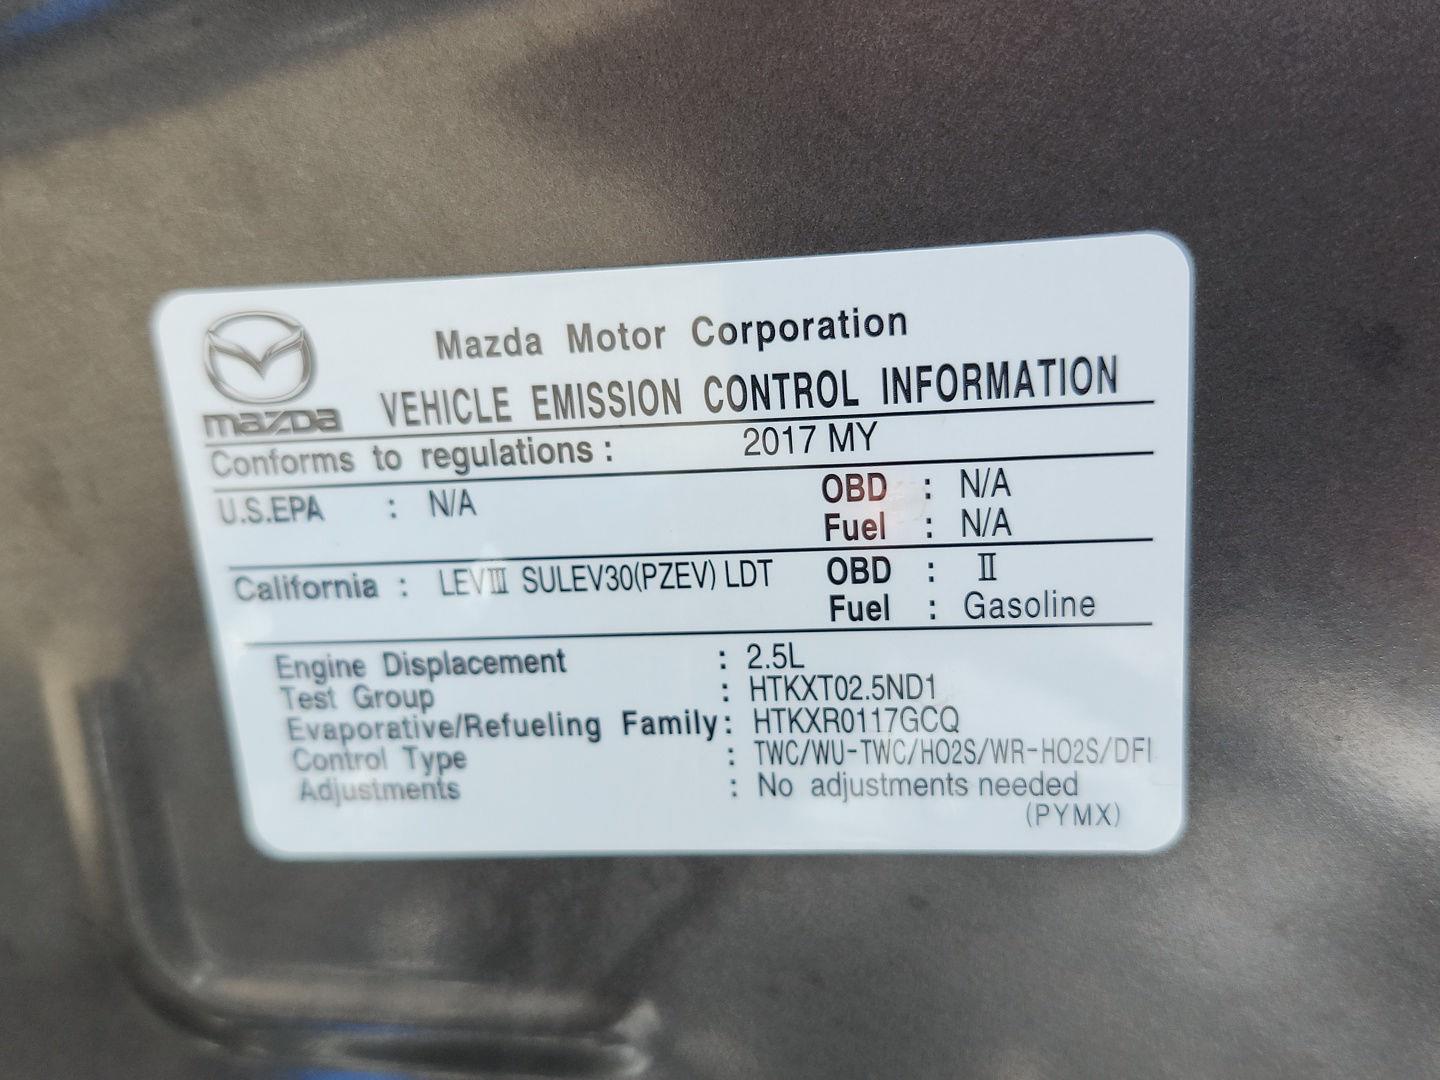 Mazda Motor Corporation
mazda VEHICLE EMISSION CONTROL INFORMATION
Conforms to regulations : 2017 MY
U.S.EPA : N/A OBD : N/A
Fuel : N/A
California : LEVⅢ SULEV30(PZEV) LDT OBD : Ⅱ
Fuel : Gasoline
Engine Displacement : 2.5L
Test Group : HTKXT02.5ND1
Evaporative/Refueling Family : HTKXR0117GCQ
Control Type : TWC/WU-TWC/HO2S/WR-HO2S/DFI
Adjustments : No adjustments needed
(PYMX)